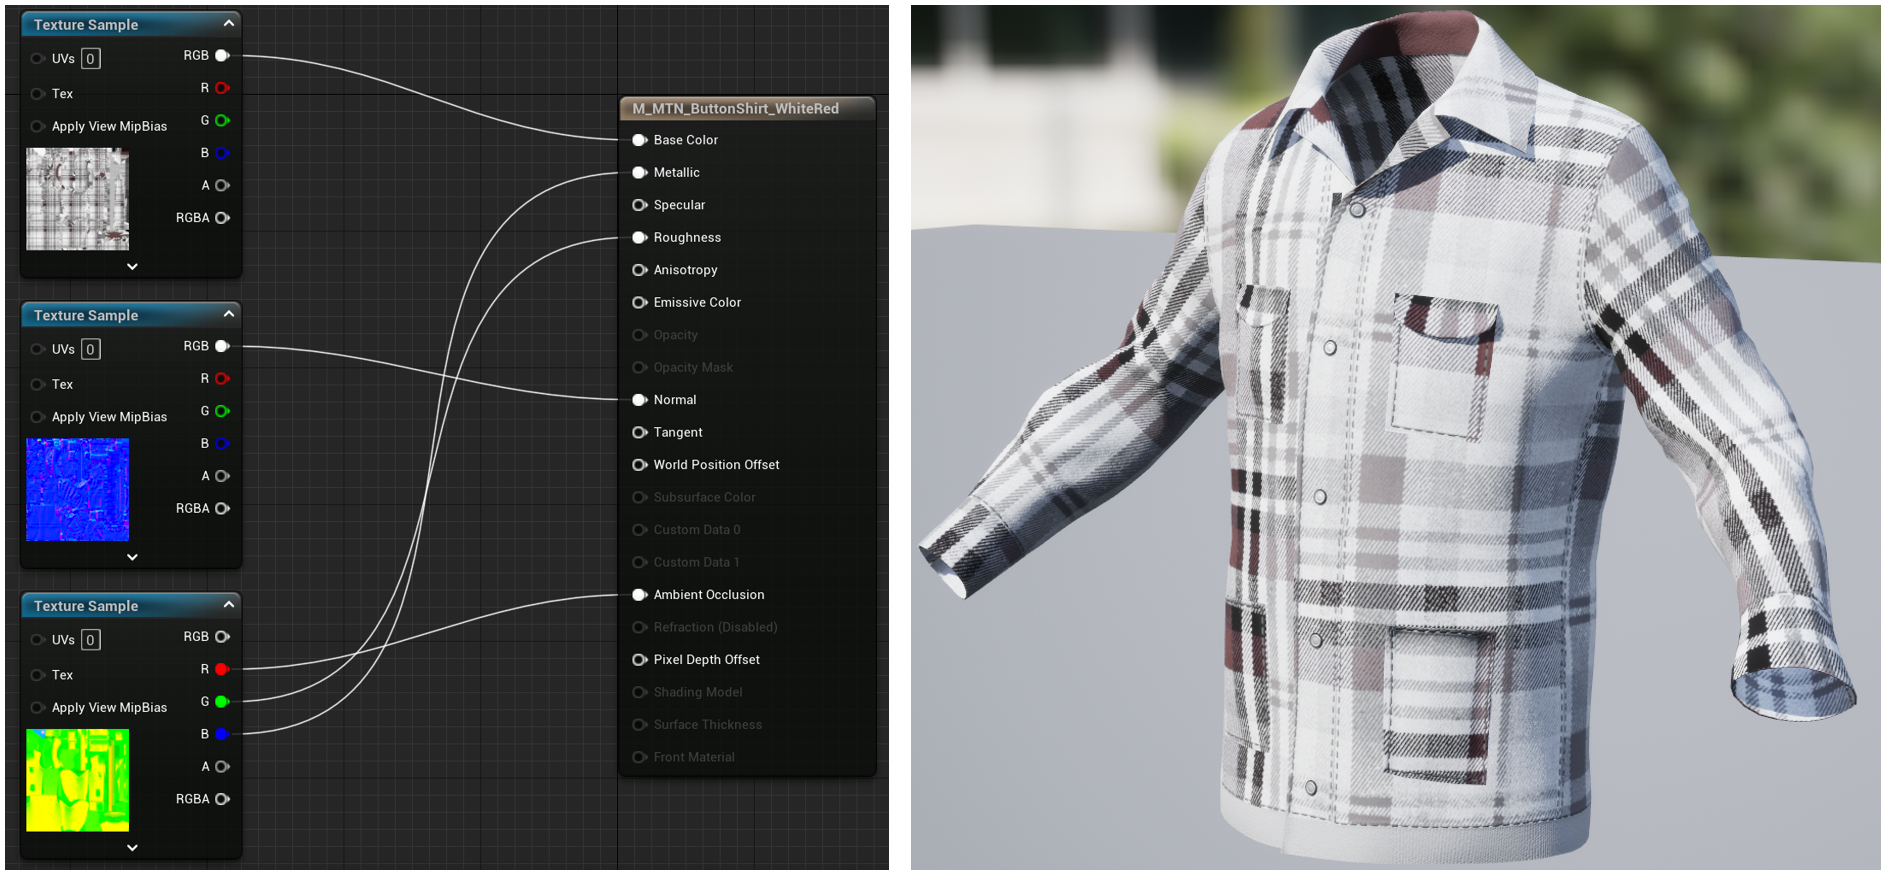 Texture Sample
UVs 0
RGB
R
Tex
G
Apply View MipBias
B
A
RGBA
Texture Sample
UVs 0
RGB
R
Tex
G
Apply View MipBias
B
A
RGBA
Texture Sample
UVs 0
RGB
R
Tex
G
Apply View MipBias
B
A
RGBA
M_MTN_ButtonShirt_WhiteRed
Base Color
Metallic
Specular
Roughness
Anisotropy
Emissive Color
Opacity
Opacity Mask
Normal
Tangent
World Position Offset
Subsurface Color
Custom Data 0
Custom Data 1
Ambient Occlusion
Refraction (Disabled)
Pixel Depth Offset
Shading Model
Surface Thickness
Front Material